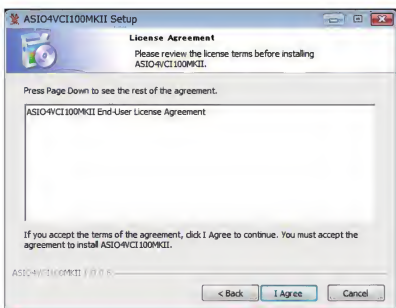 ASIO4VCI100MKII Setup
License Agreement
Please review the license terms before installing
ASIO4VCI100MKII.
Press Page Down to see the rest of the agreement.
ASIO4VCI100MKII End-User License Agreement
If you accept the terms of the agreement, click I Agree to continue. You must accept the
agreement to install ASIO4VCI100MKII.
ASIO4VCI100MKII
< Back
I Agree
Cancel